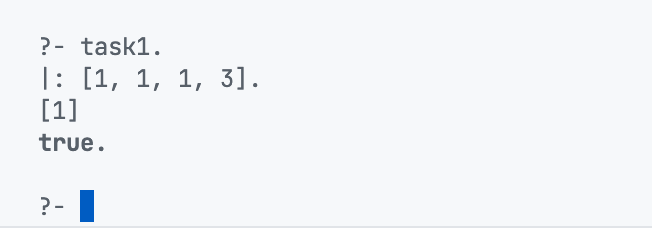 ?- task1.
|: [1, 1, 1, 3].
[1]
true.
?-